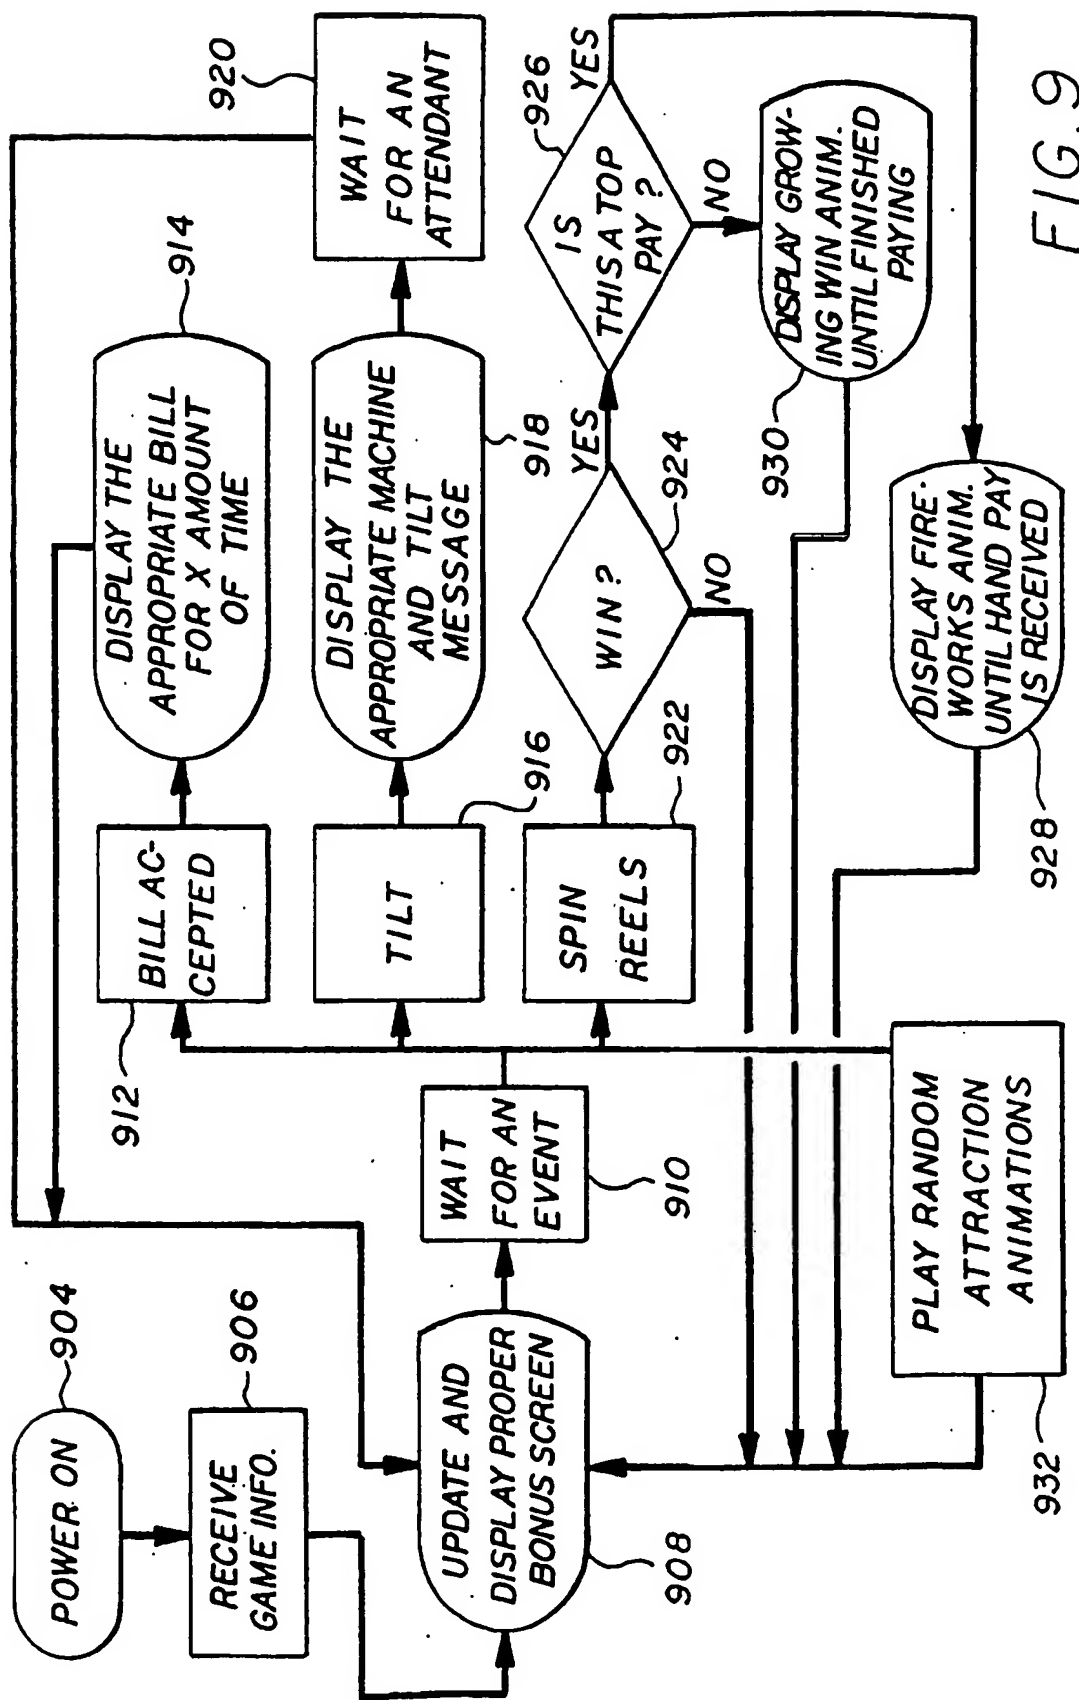 POWER ON
904
RECEIVE
GAME INFO.
906
UPDATE AND
DISPLAY PROPER
BONUS SCREEN
908
WAIT
FOR AN
EVENT
910
BILL AC-
CEPTED
912
DISPLAY THE
APPROPRIATE BILL
FOR X AMOUNT
OF TIME
914
TILT
916
DISPLAY THE
APPROPRIATE MACHINE
AND TILT
MESSAGE
918
WAIT
FOR AN
ATTENDANT
920
SPIN
REELS
922
WIN?
924
YES
NO
IS
THIS A TOP
PAY?
926
YES
NO
DISPLAY GROW-
ING WIN ANIM.
UNTIL FINISHED
PAYING
930
DISPLAY FIRE-
WORKS ANIM.
UNTIL HAND PAY
IS RECEIVED
928
PLAY RANDOM
ATTRACTION
ANIMATIONS
932
FIG. 9